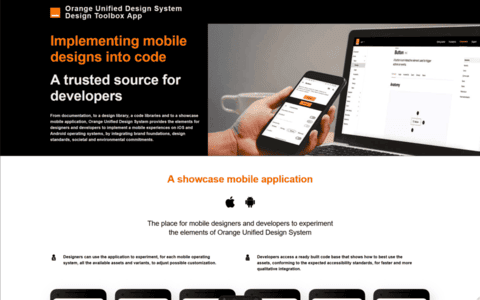 Orange Unified Design System
Design Toolbox App
Implementing mobile
designs into code
A trusted source for
developers
From documentation, to a design library, a code libraries and to a showcase
mobile application, Orange Unified Design System provides the elements for
designers and developers to implement a mobile experiences on iOS and
Android operating systems, by integrating brand foundations, design
standards, societal and environmental commitments.
Button
Anatomy
A showcase mobile application
The place for mobile designers and developers to experiment
the elements of Orange Unified Design System
Designers can use the application to experiment, for each mobile operating
system, all the available assets and variants, to adjust possible customization.
Developers access a ready built code base that shows how to best use the
assets, conforming to the expected accessibility standards, for faster and more
qualitative integration.